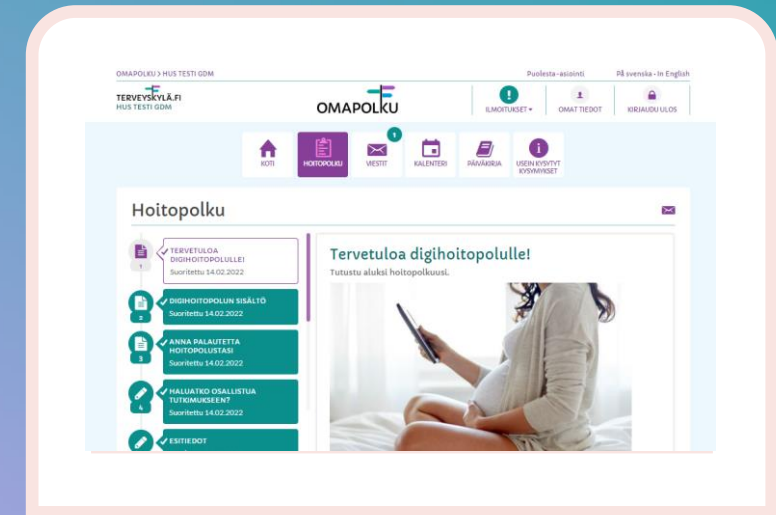 OMAPOLKU > HUS TESTI GDM
Puolesta-asiointi
På svenska - In English
TERVEYSKYLÄ.FI
HUS TESTI GDM
OMAPOLKU
ILMOITUKSET
OMAT TIEDOT
KIRJAUDU ULOS
KOTI
HOITOPOLKU
1
VIESTIT
KALENTERI
PÄIVÄKIRJA
USEIN KYSYTYT
KYSYMYKSET
Hoitopolku
1
TERVETULOA
DIGIHOITOPOLULLE!
Suoritettu 14.02.2022
2
DIGIHOITOPOLUN SISÄLTÖ
Suoritettu 14.02.2022
3
ANNA PALAUTETTA
HOITOPOLUSTASI
Suoritettu 14.02.2022
4
HALUATKO OSALLISTUA
TUTKIMUKSEEN?
Suoritettu 14.02.2022
ESITIEDOT
Tervetuloa digihoitopolulle!
Tutustu aluksi hoitopolkuusi.